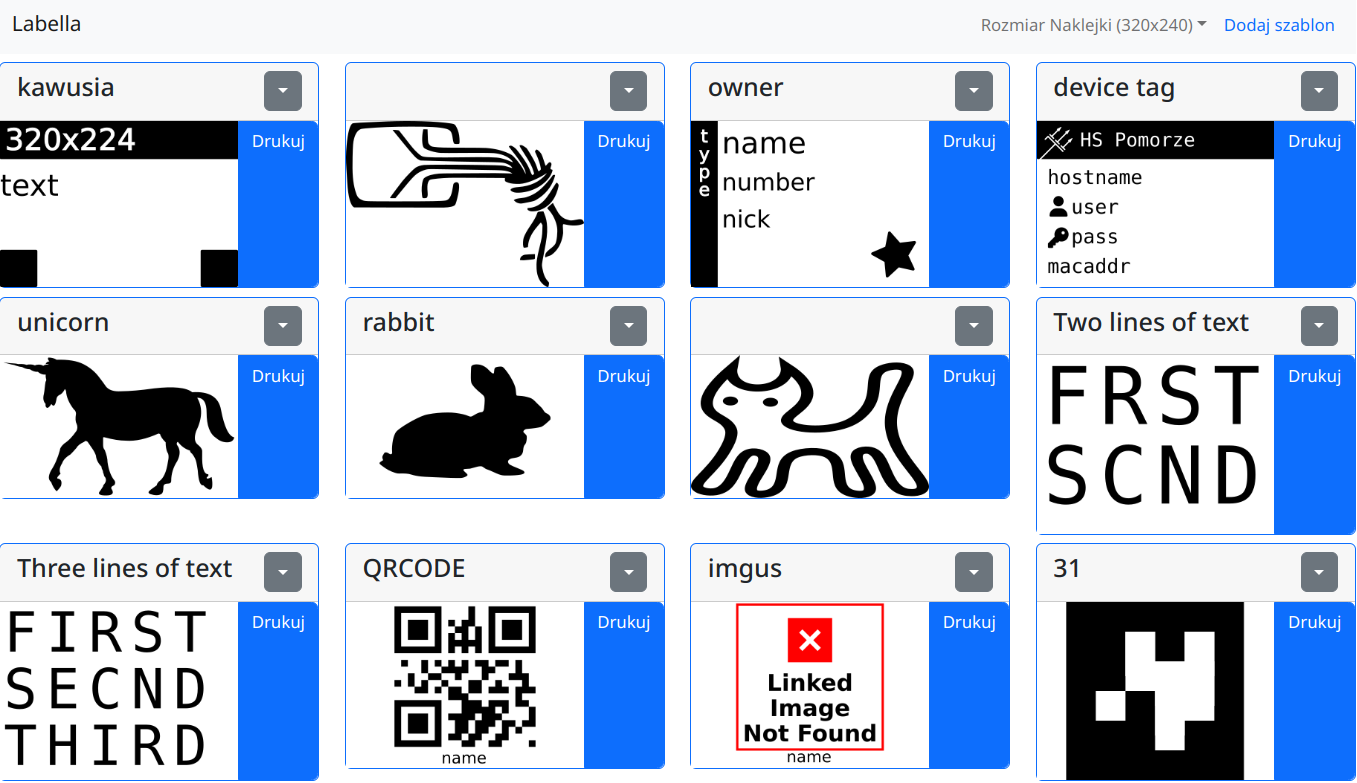 Labella
Rozmiar Naklejki (320x240)
Dodaj szablon
kawusia
320x224
text
Drukuj
Drukuj
owner
type
name
number
nick
Drukuj
device tag
HS Pomorze
hostname
user
pass
macaddr
Drukuj
unicorn
Drukuj
rabbit
Drukuj
Drukuj
Two lines of text
FRST
SCND
Drukuj
Three lines of text
FIRST
SECND
THIRD
Drukuj
QRCODE
name
Drukuj
imgus
Linked
Image
Not Found
name
Drukuj
31
Drukuj